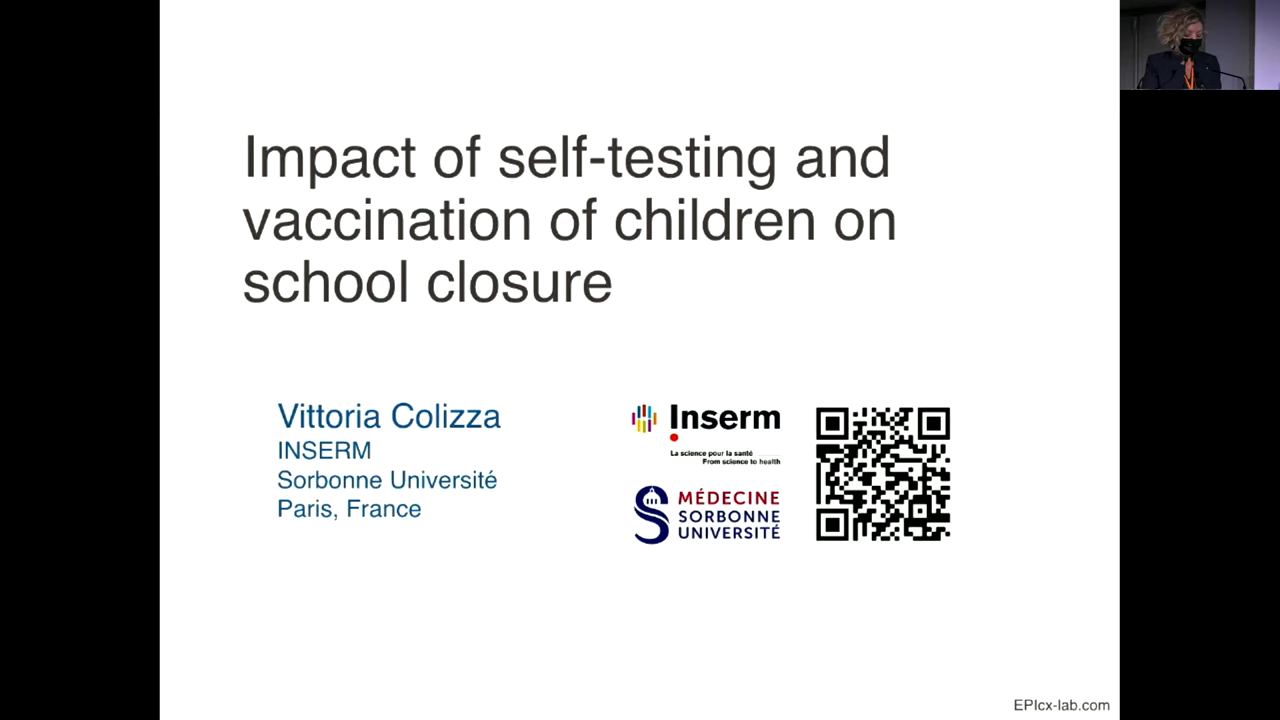 Impact of self-testing and
vaccination of children on
school closure
Vittoria Colizza
INSERM
Sorbonne Université
Paris, France
Inserm
La science pour la santé
From science to health
MÉDECINE
SORBONNE
UNIVERSITÉ
EPIcx-lab.com